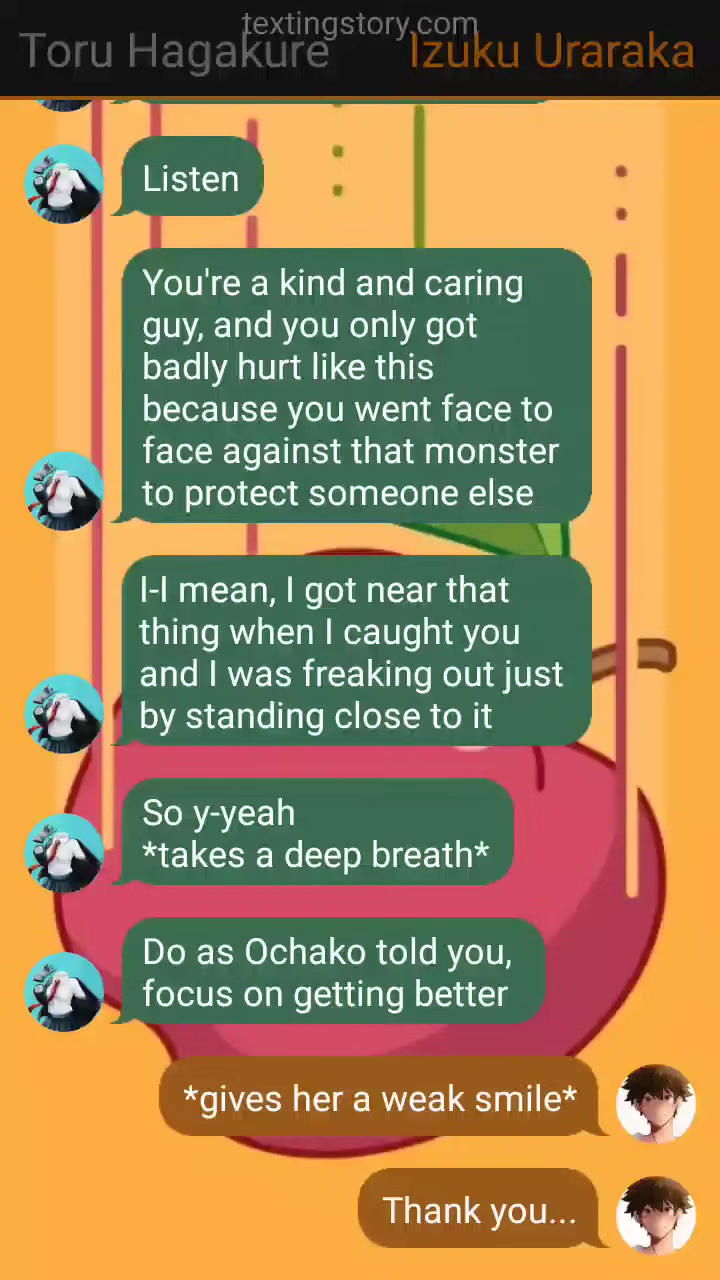 textingstory.com
Toru Hagakure
Izuku Uraraka
Listen
You're a kind and caring
guy, and you only got
badly hurt like this
because you went face to
face against that monster
to protect someone else
I-I mean, I got near that
thing when I caught you
and I was freaking out just
by standing close to it
So y-yeah
*takes a deep breath*
Do as Ochako told you,
focus on getting better
*gives her a weak smile*
Thank you...